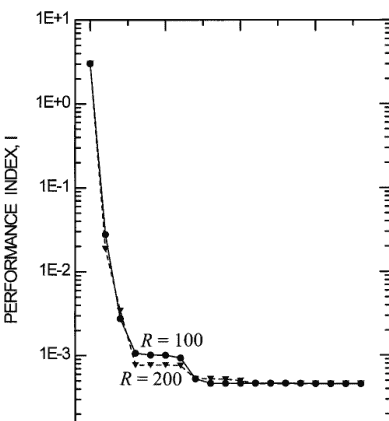 1E+1
1E+0
1E-1
1E-2
1E-3
PERFORMANCE INDEX, I
R = 100
R = 200